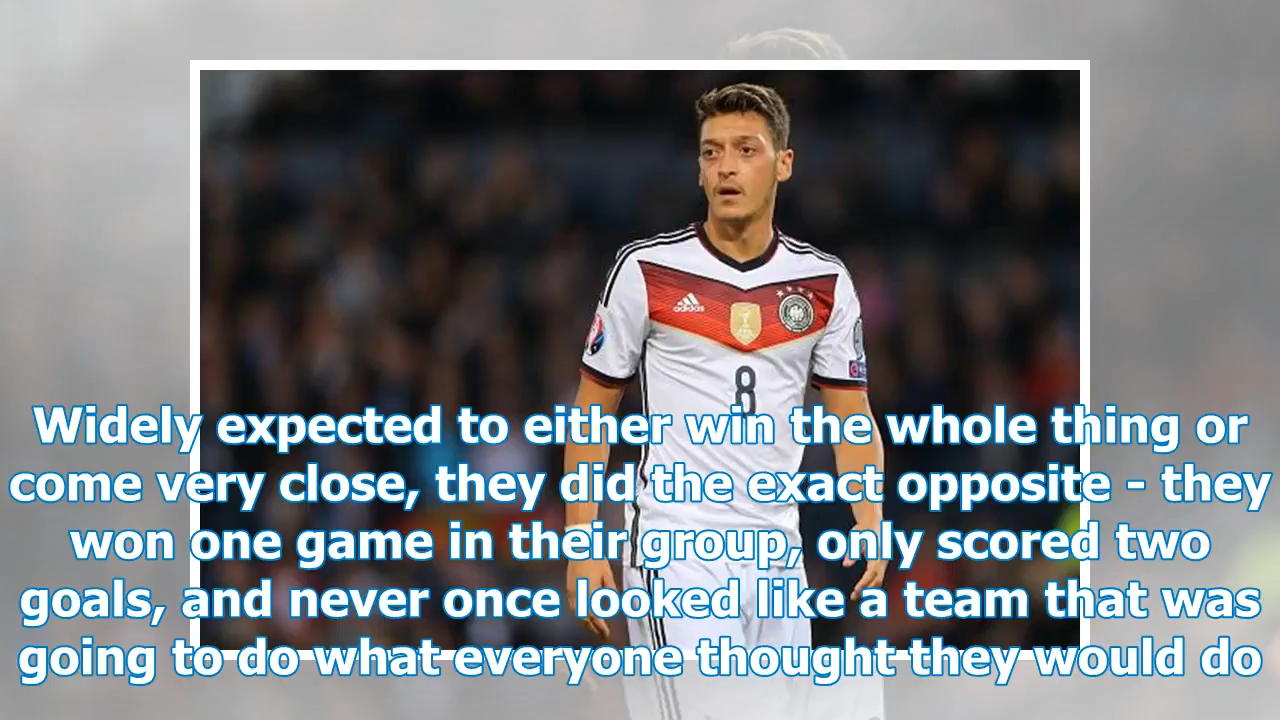 adidas
8
Widely expected to either win the whole thing or
come very close, they did the exact opposite - they
won one game in their group, only scored two
goals, and never once looked like a team that was
going to do what everyone thought they would do